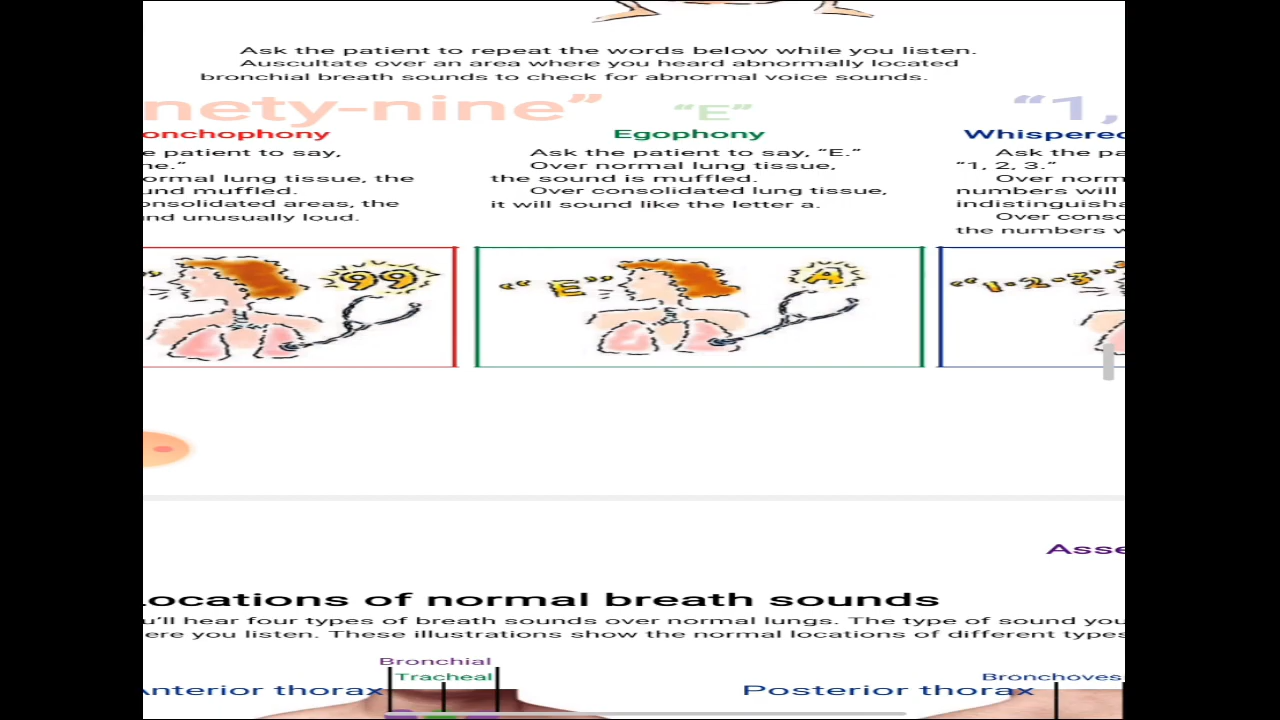 Ask the patient to repeat the words below while you listen.
Auscultate over an area where you heard abnormally located
bronchial breath sounds to check for abnormal voice sounds.
nety-nine”
onchophony
e patient to say,
ne.”
ormal lung tissue, the
und muffled.
onsolidated areas, the
nd unusually loud.
99
“E”
Egophony
Ask the patient to say, “E.”
Over normal lung tissue,
the sound is muffled.
Over consolidated lung tissue,
it will sound like the letter a.
“E”
A
“1,
Whispered
Ask the pa
“1, 2, 3.”
Over norm
numbers will
indistinguisha
Over conso
the numbers w
“1-2-3”
Asse
Locations of normal breath sounds
u’ll hear four types of breath sounds over normal lungs. The type of sound you
ere you listen. These illustrations show the normal locations of different types
Bronchial
Tracheal
Anterior thorax
Bronchoves
Posterior thorax